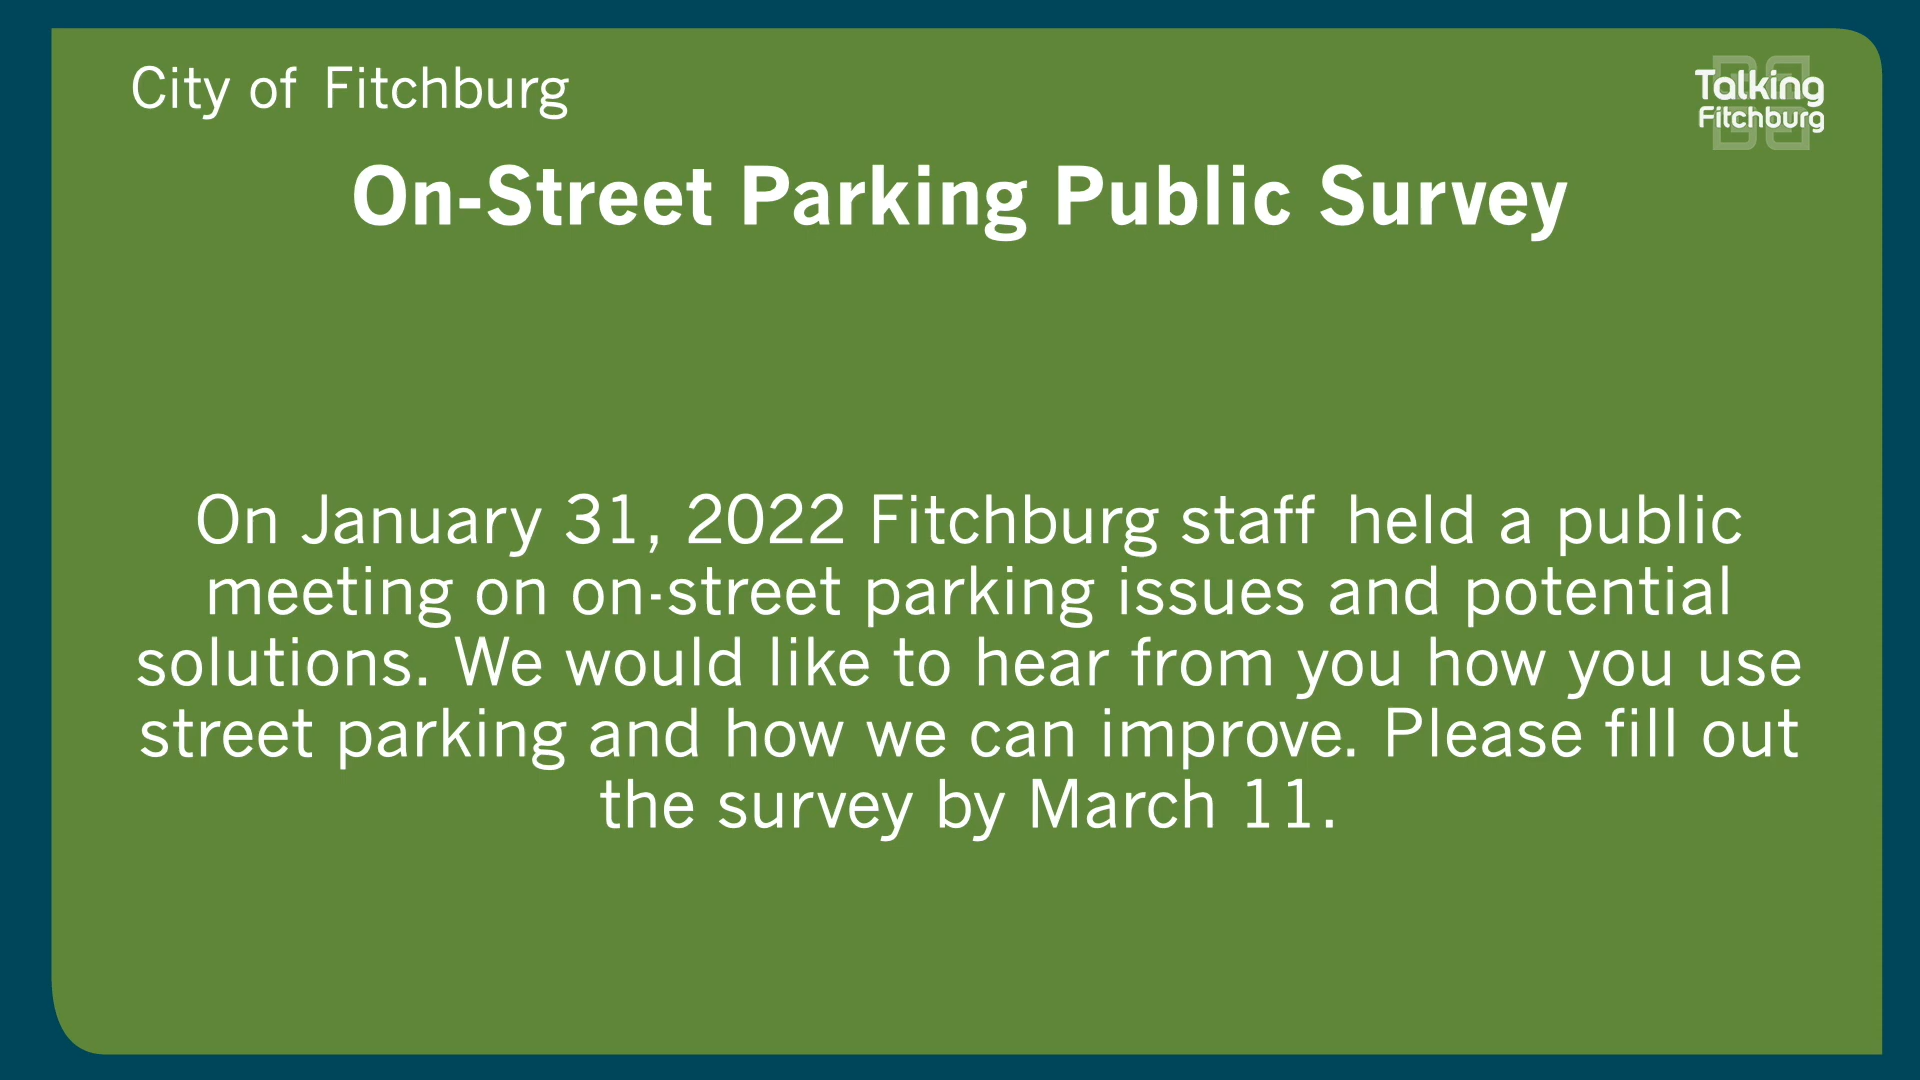 City of Fitchburg
Talking
Fitchburg
On-Street Parking Public Survey
On January 31, 2022 Fitchburg staff held a public
meeting on on-street parking issues and potential
solutions. We would like to hear from you how you use
street parking and how we can improve. Please fill out
the survey by March 11.